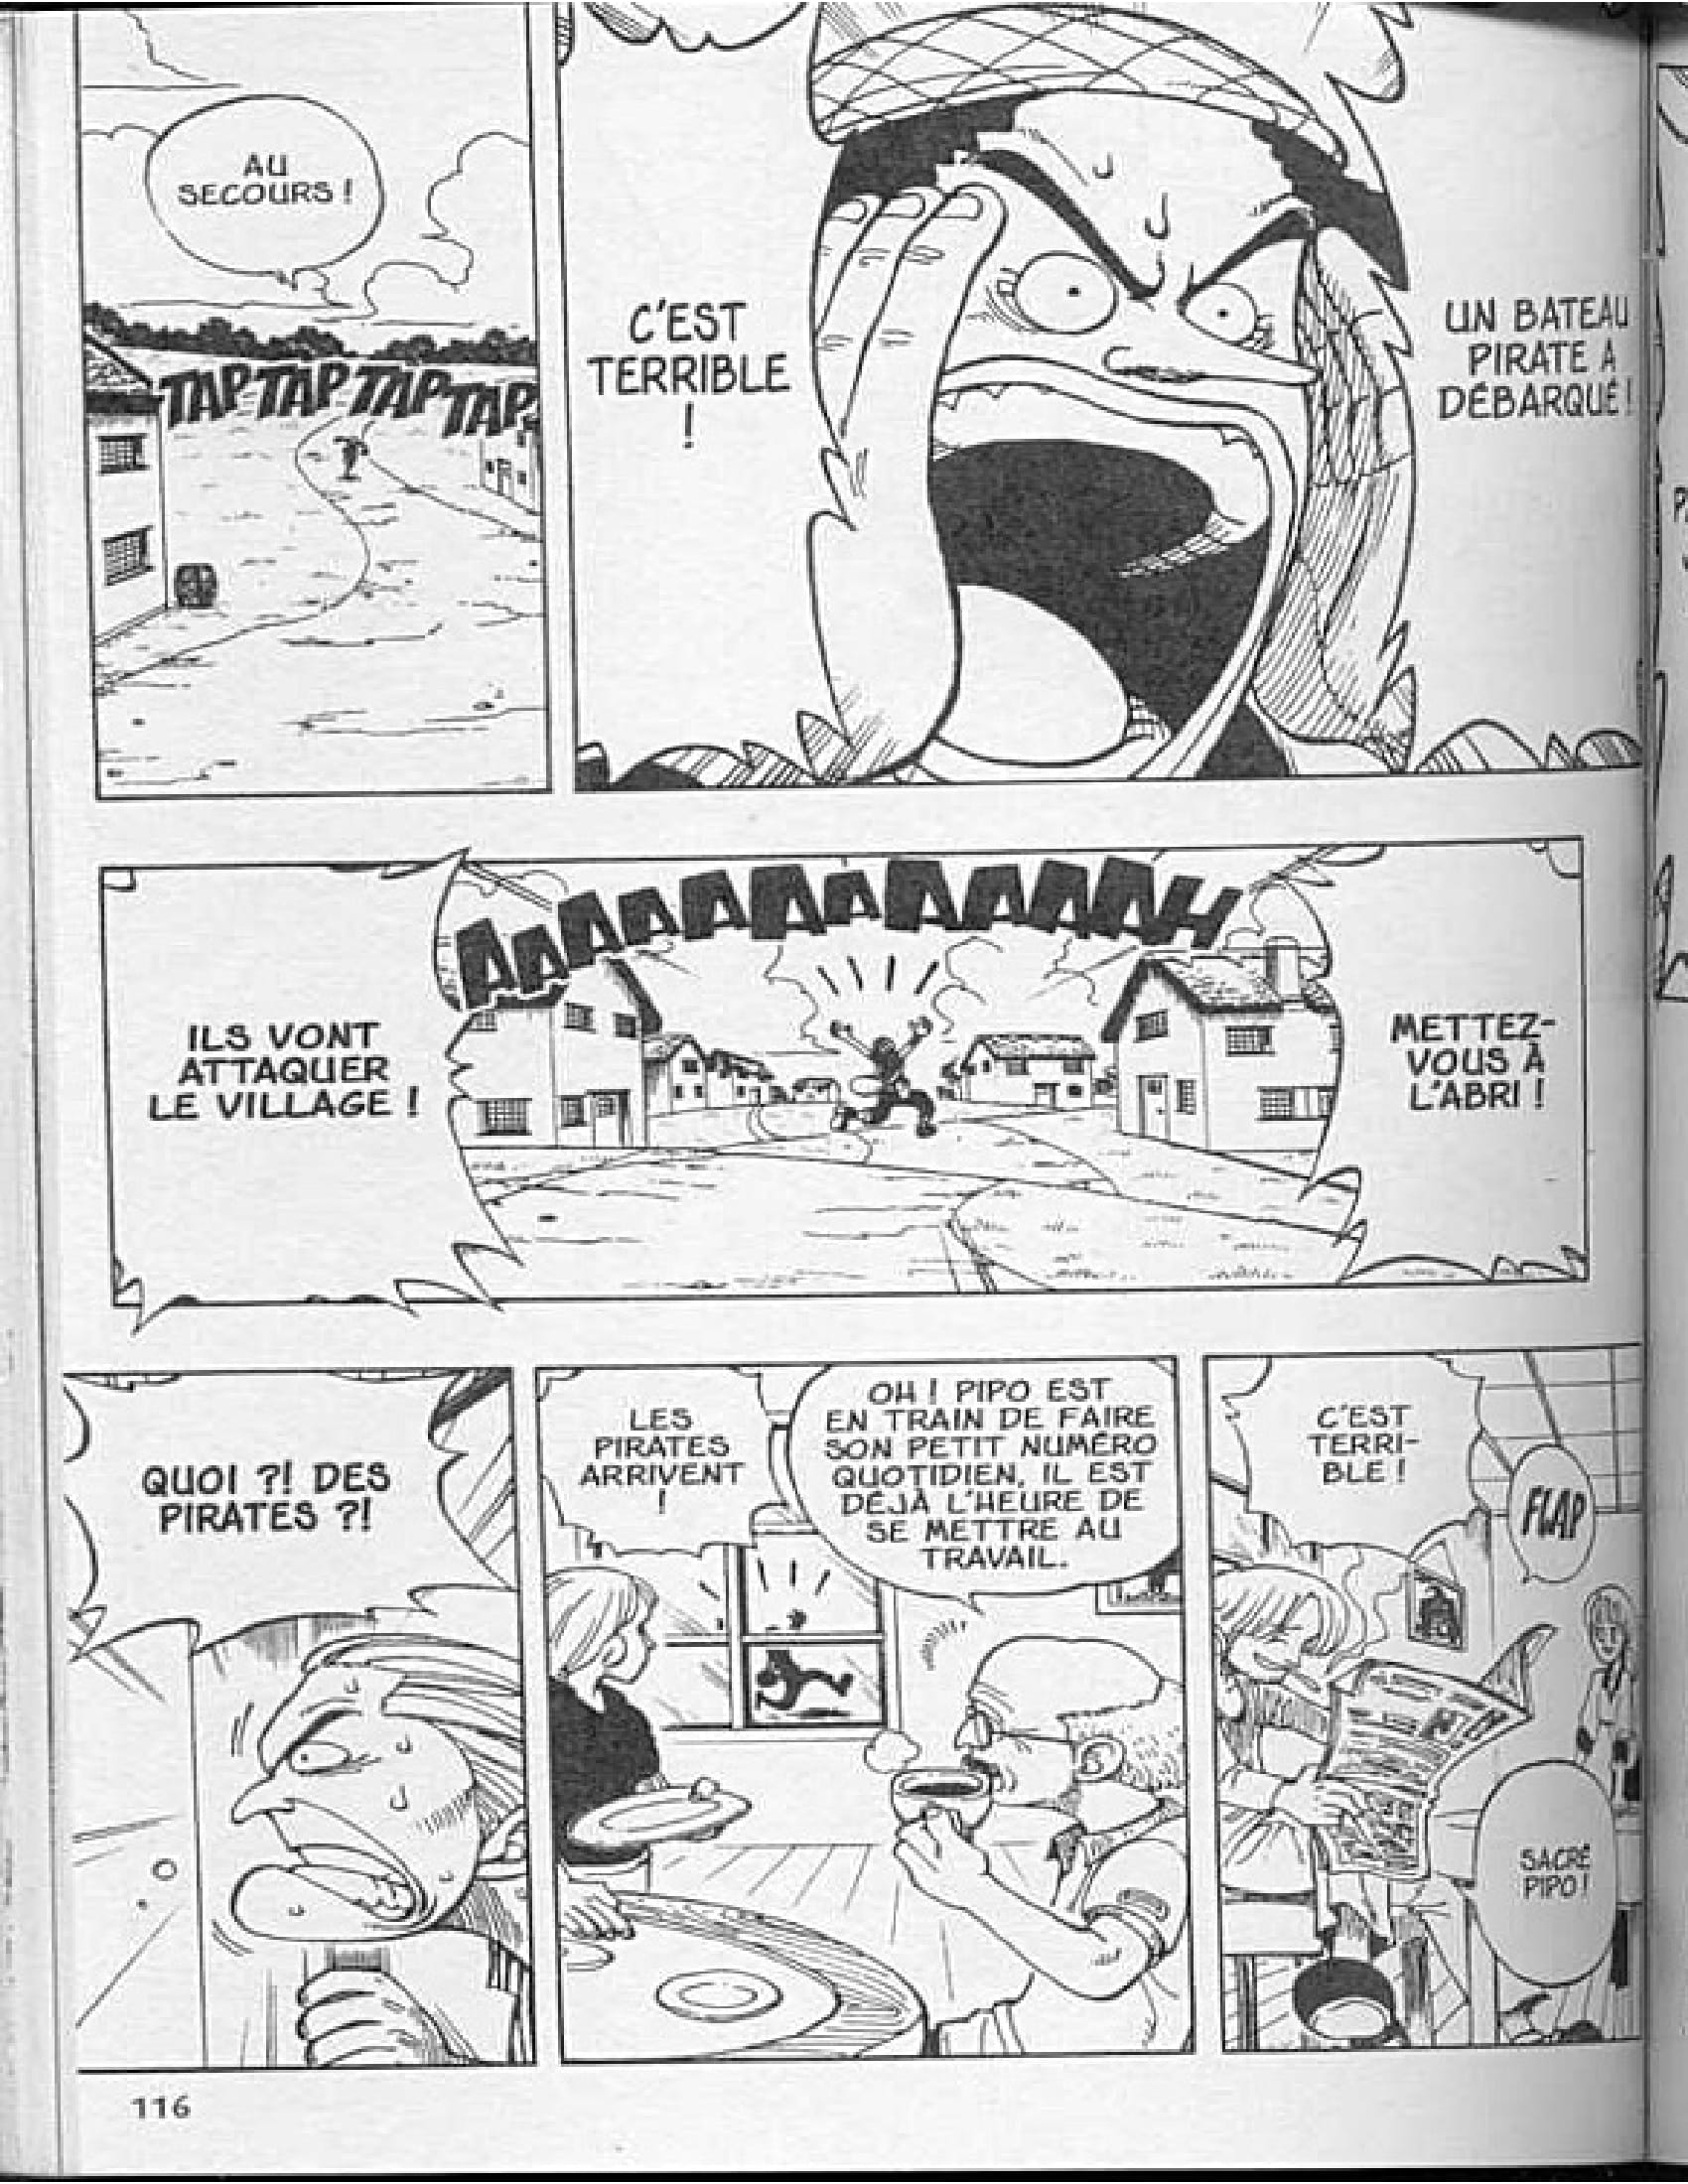 UN BATEAU
PIRATE A
DÉBARQUÉ !
C'EST
TERRIBLE
!
AU
SECOURS !
TAP TAP TAP TAP
METTEZ-
VOUS À
L'ABRI !
AAAAAAAAAAAH
ILS VONT
ATTAQUER
LE VILLAGE !
C'EST
TERRI-
BLE !
FLAP
SACRÉ
PIPO !
OH ! PIPO EST
EN TRAIN DE FAIRE
SON PETIT NUMÉRO
QUOTIDIEN. IL EST
DÉJÀ L'HEURE DE
SE METTRE AU
TRAVAIL.
LES
PIRATES
ARRIVENT
!
QUOI ?! DES
PIRATES ?!
116